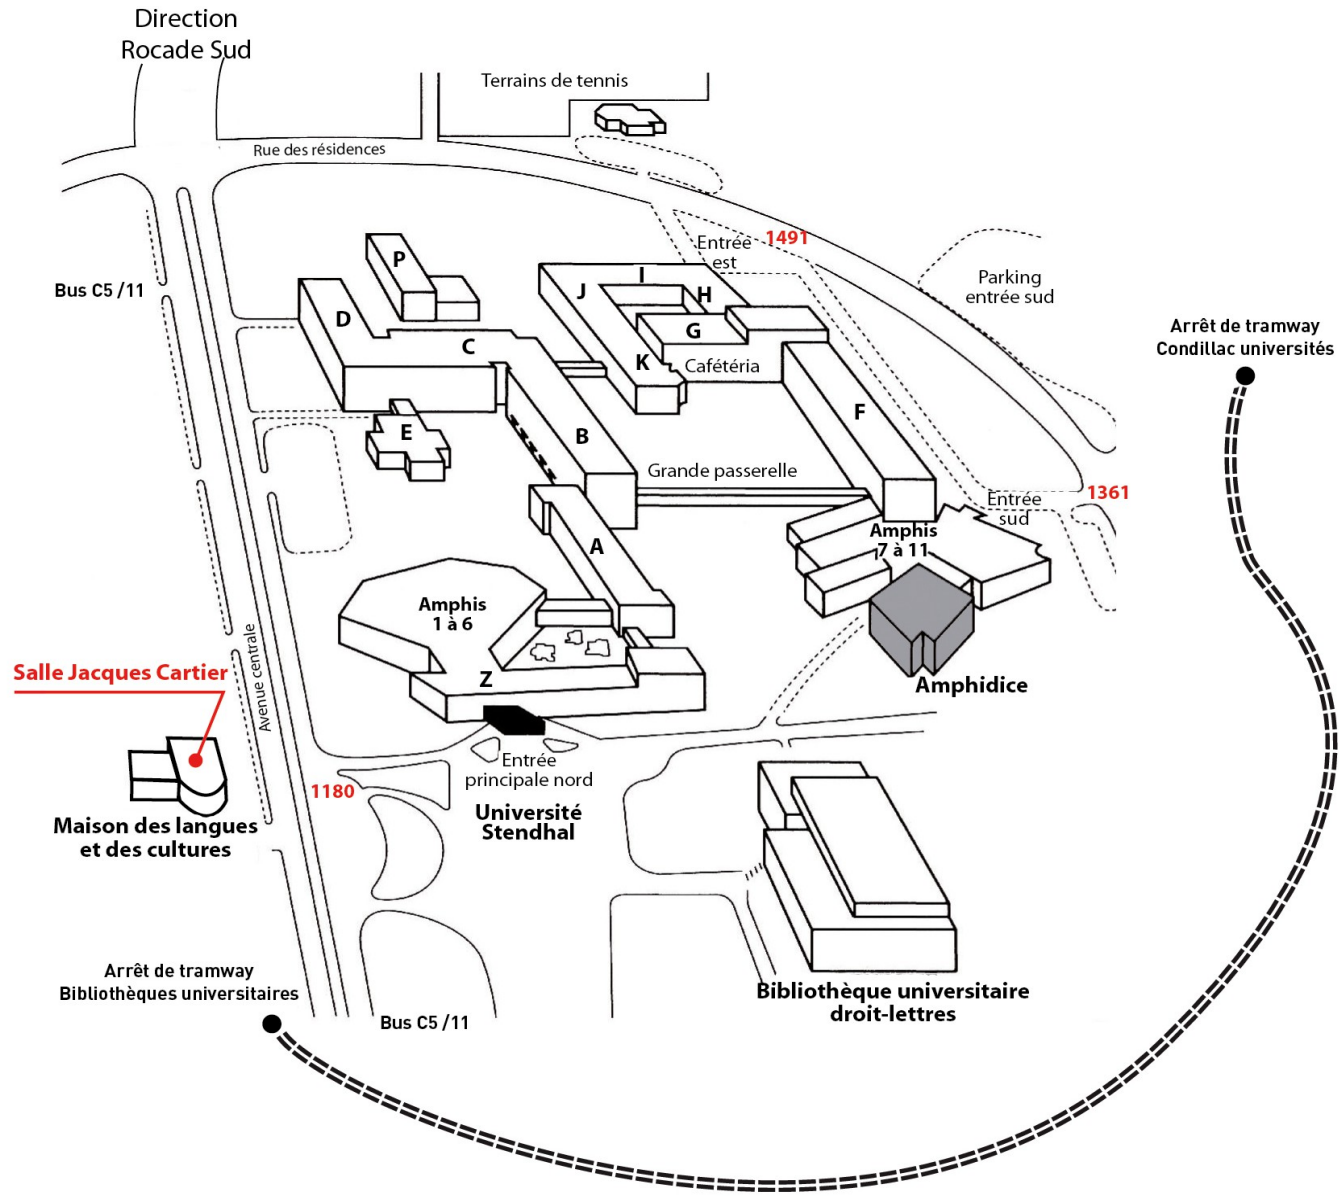 Direction
Rocade Sud
Terrains de tennis
Rue des résidences
Entrée
est
1491
P
Bus C5 /11
I
J
H
Parking
entrée sud
D
C
G
K
Cafétéria
Arrêt de tramway
Condillac universités
F
E
B
Grande passerelle
1361
Entrée
sud
A
Amphis
7 à 11
Amphis
1 à 6
Avenue centrale
Salle Jacques Cartier
Z
Amphidice
Entrée
principale nord
1180
Université
Stendhal
Maison des langues
et des cultures
Arrêt de tramway
Bibliothèques universitaires
Bibliothèque universitaire
droit-lettres
Bus C5 /11